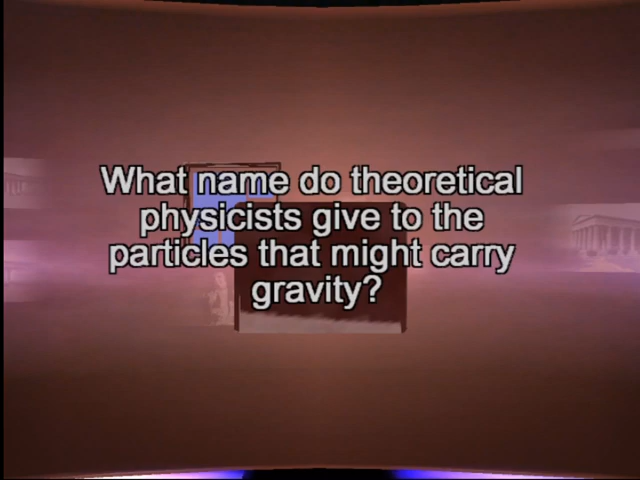 What name do theoretical
physicists give to the
particles that might carry
gravity?